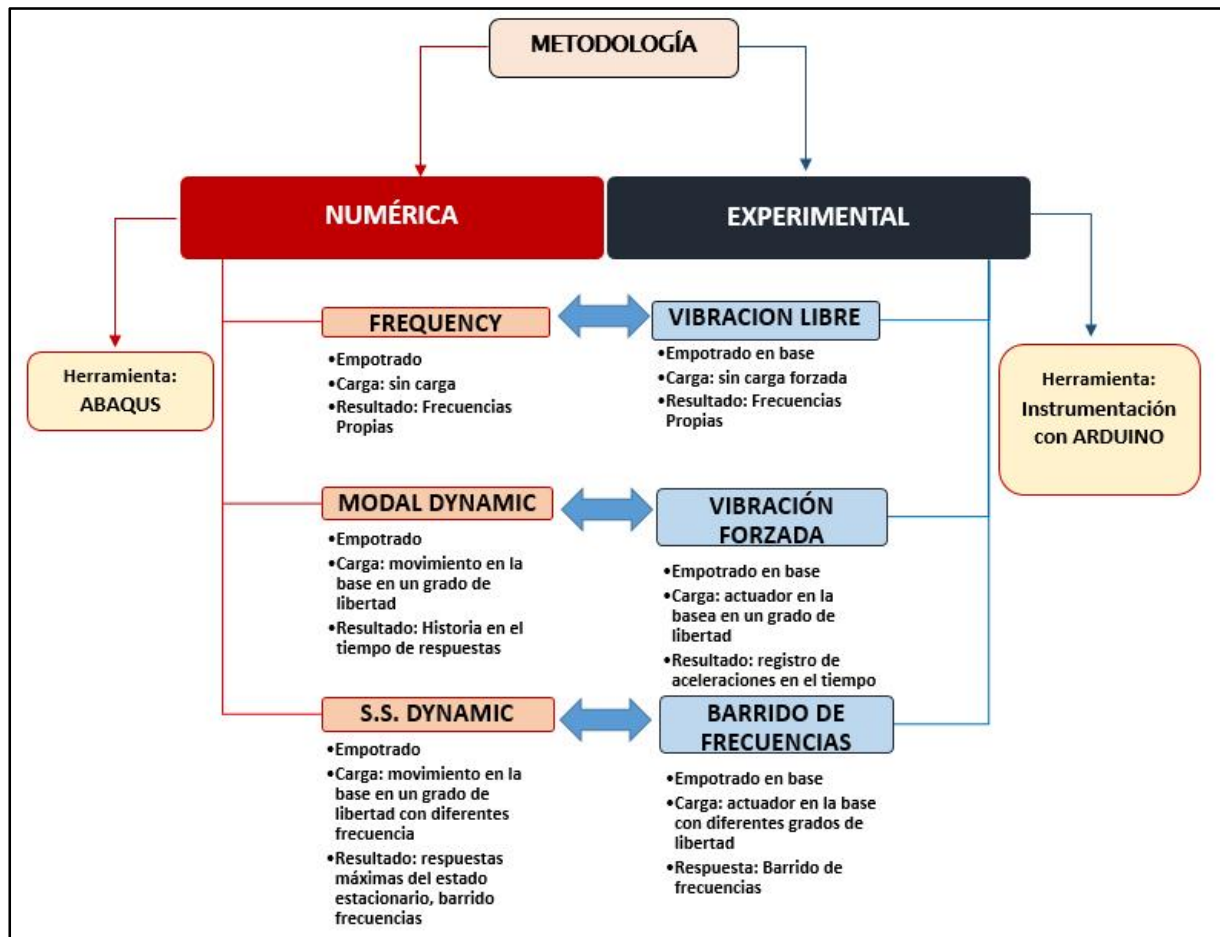 METODOLOGÍA
NUMÉRICA
EXPERIMENTAL
Herramienta:
ABAQUS
FREQUENCY
•Empotrado
•Carga: sin carga
•Resultado: Frecuencias
Propias
VIBRACION LIBRE
•Empotrado en base
•Carga: sin carga forzada
•Resultado: Frecuencias
Propias
Herramienta:
Instrumentación
con ARDUINO
MODAL DYNAMIC
•Empotrado
•Carga: movimiento en la
base en un grado de
libertad
•Resultado: Historia en el
tiempo de respuestas
VIBRACIÓN
FORZADA
•Empotrado en base
•Carga: actuador en la
basea en un grado de
libertad
•Resultado: registro de
aceleraciones en el tiempo
S.S. DYNAMIC
•Empotrado
•Carga: movimiento en la
base en un grado de
libertad con diferentes
frecuencia
•Resultado: respuestas
máximas del estado
estacionario, barrido
frecuencias
BARRIDO DE
FRECUENCIAS
•Empotrado en base
•Carga: actuador en la base
con diferentes grados de
libertad
•Respuesta: Barrido de
frecuencias